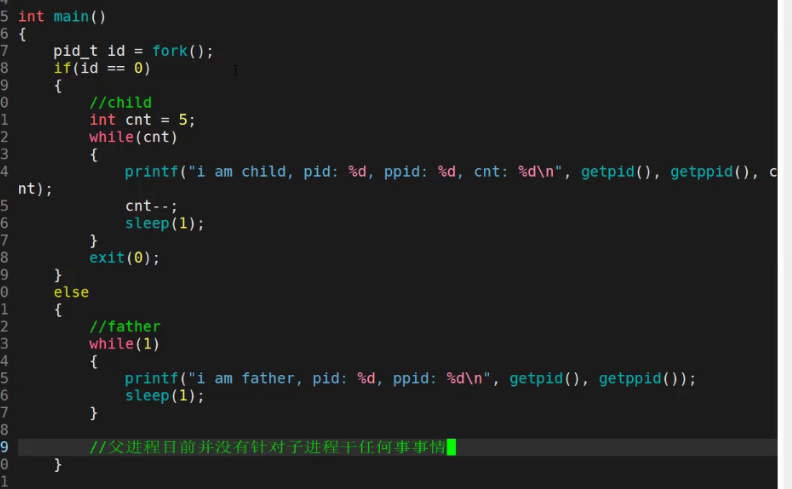 5 int main()
6 {
7     pid_t id = fork();
8     if(id == 0)
9     {
0         //child
1         int cnt = 5;
2         while(cnt)
3         {
4             printf("i am child, pid: %d, ppid: %d, cnt: %d\n", getpid(), getppid(), c
nt);
5             cnt--;
6             sleep(1);
7         }
8         exit(0);
9     }
0     else
1     {
2         //father
3         while(1)
4         {
5             printf("i am father, pid: %d, ppid: %d\n", getpid(), getppid());
6             sleep(1);
7         }
8
9         //父进程目前并没有针对子进程干任何事事情
0     }
1